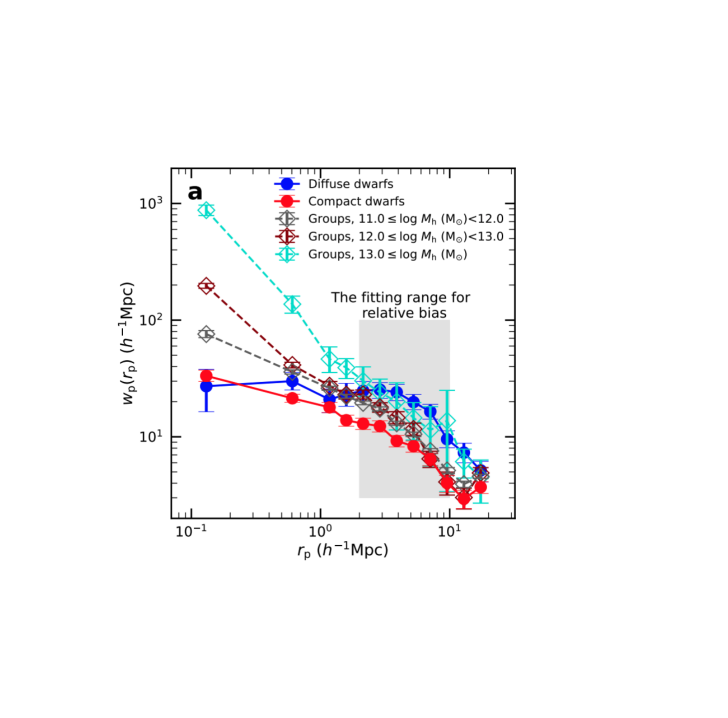 a
Diffuse dwarfs
Compact dwarfs
Groups, 11.0 ≤ log Mₕ (M☉)<12.0
Groups, 12.0 ≤ log Mₕ (M☉)<13.0
Groups, 13.0 ≤ log Mₕ (M☉)
The fitting range for
relative bias
10³
10²
10¹
wₚ(rₚ) (h⁻¹Mpc)
10⁻¹
10⁰
10¹
rₚ (h⁻¹Mpc)